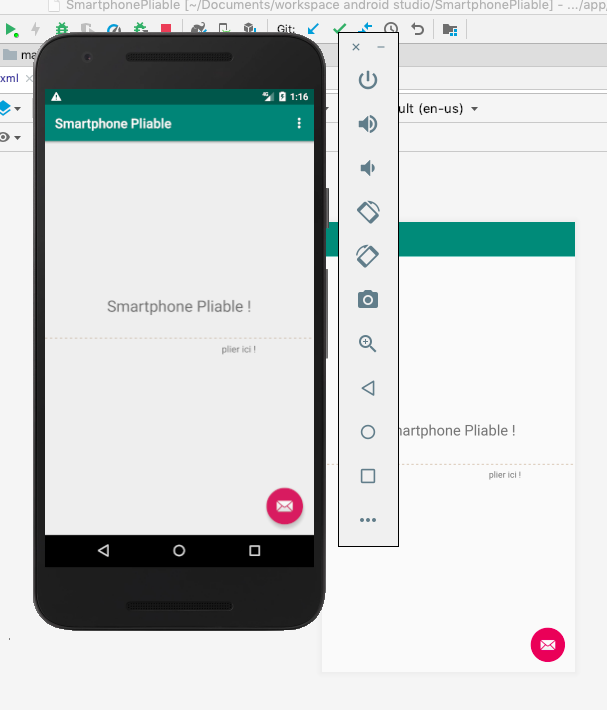 SmartphonePliable [~/Documents/workspace android studio/SmartphonePliable] - .../app/
Git:
ma
xml
ult (en-us)
1:16
Smartphone Pliable
Smartphone Pliable !
plier ici !
martphone Pliable !
plier ici !